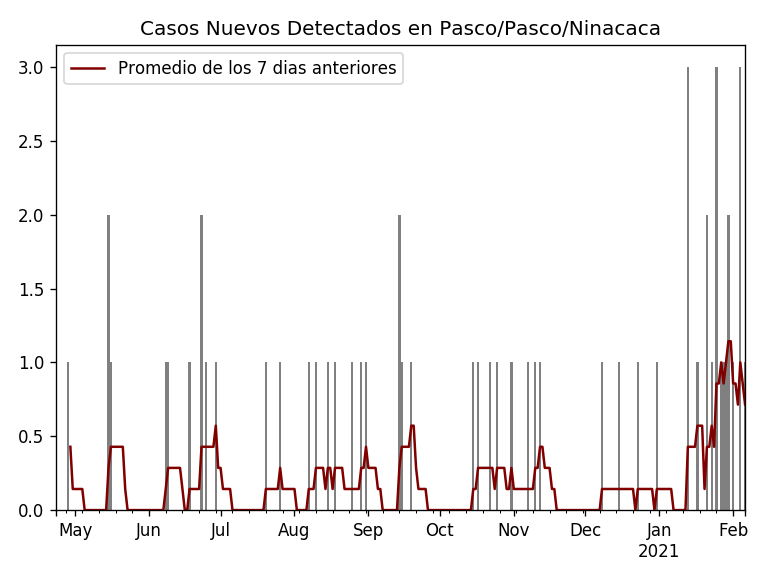 Casos Nuevos Detectados en Pasco/Pasco/Ninacaca
Promedio de los 7 dias anteriores
3.0
2.5
2.0
1.5
1.0
0.5
0.0
May Jun Jul Aug Sep Oct Nov Dec Jan Feb
2021